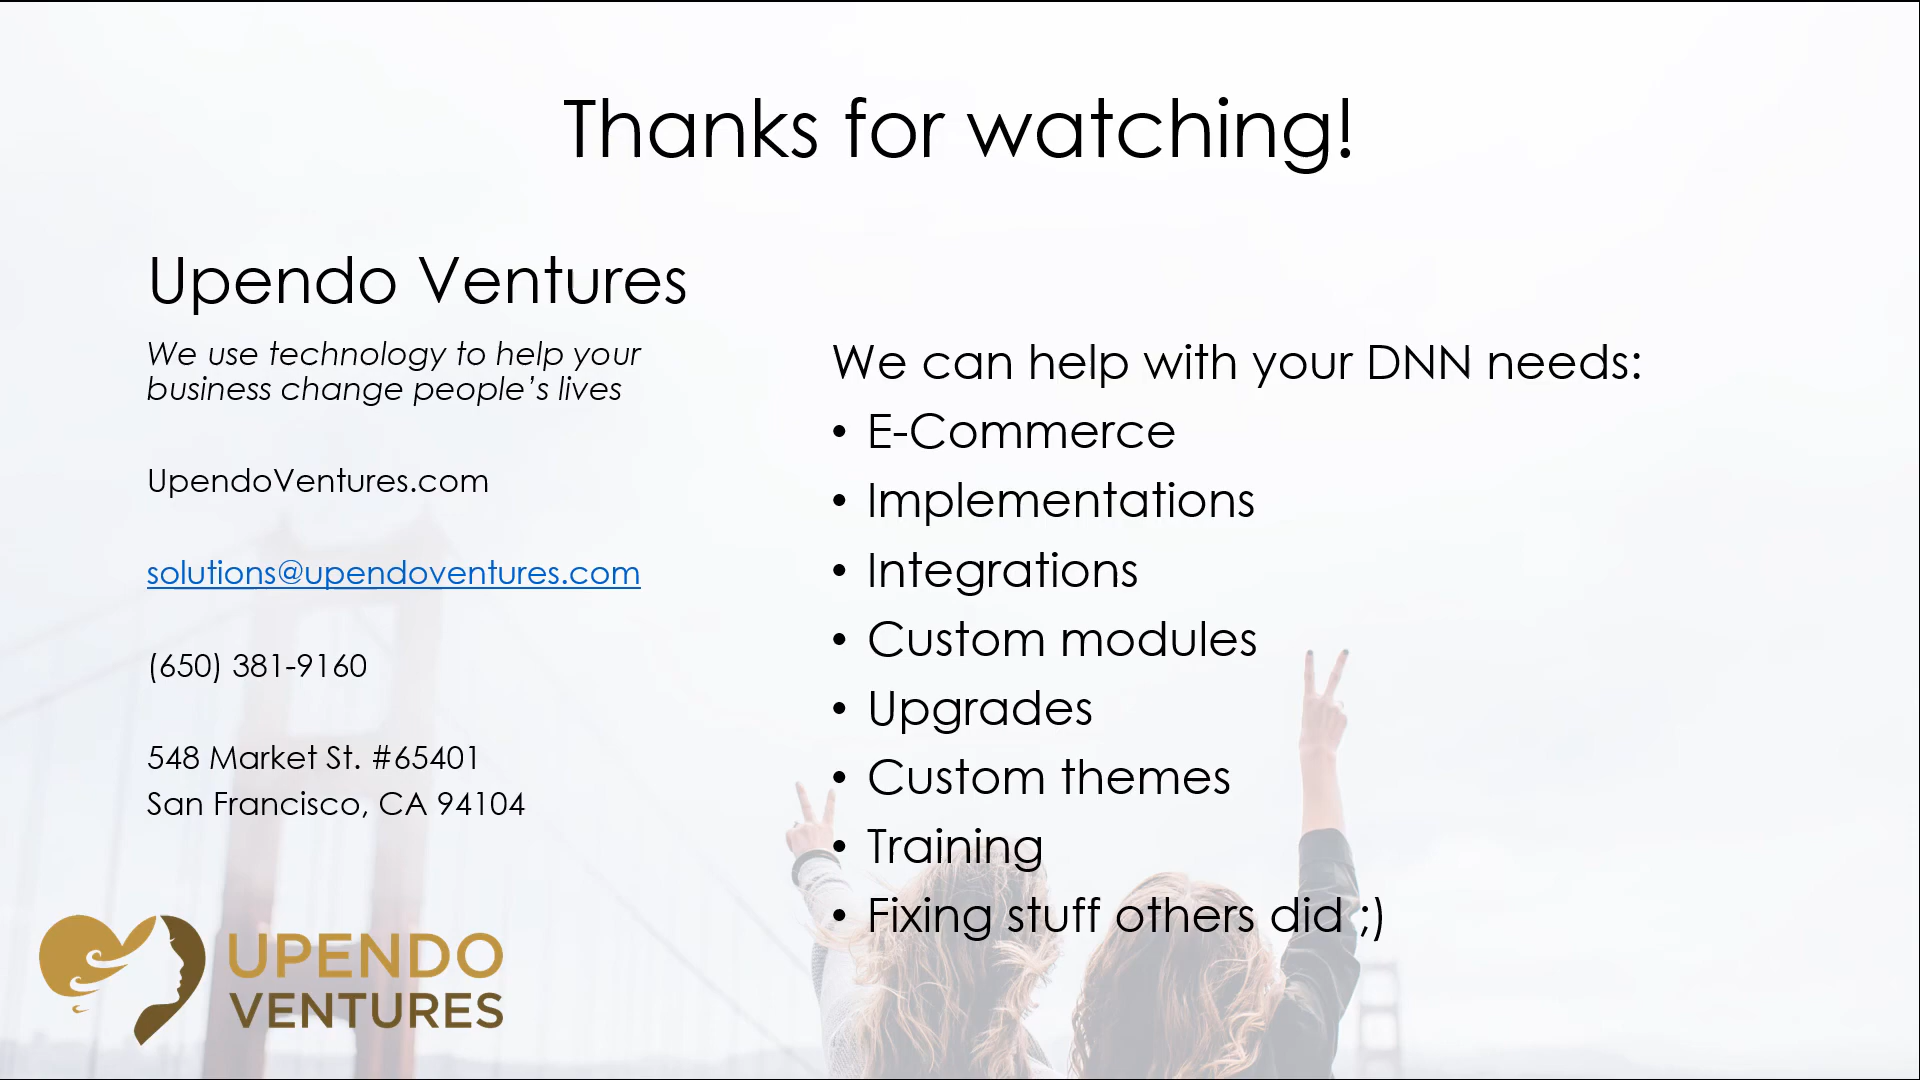 Thanks for watching!
Upendo Ventures
We use technology to help your
business change people’s lives
UpendoVentures.com
solutions@upendoventures.com
(650) 381-9160
548 Market St. #65401
San Francisco, CA 94104
We can help with your DNN needs:
• E-Commerce
• Implementations
• Integrations
• Custom modules
• Upgrades
• Custom themes
• Training
• Fixing stuff others did ;)
UPENDO
VENTURES